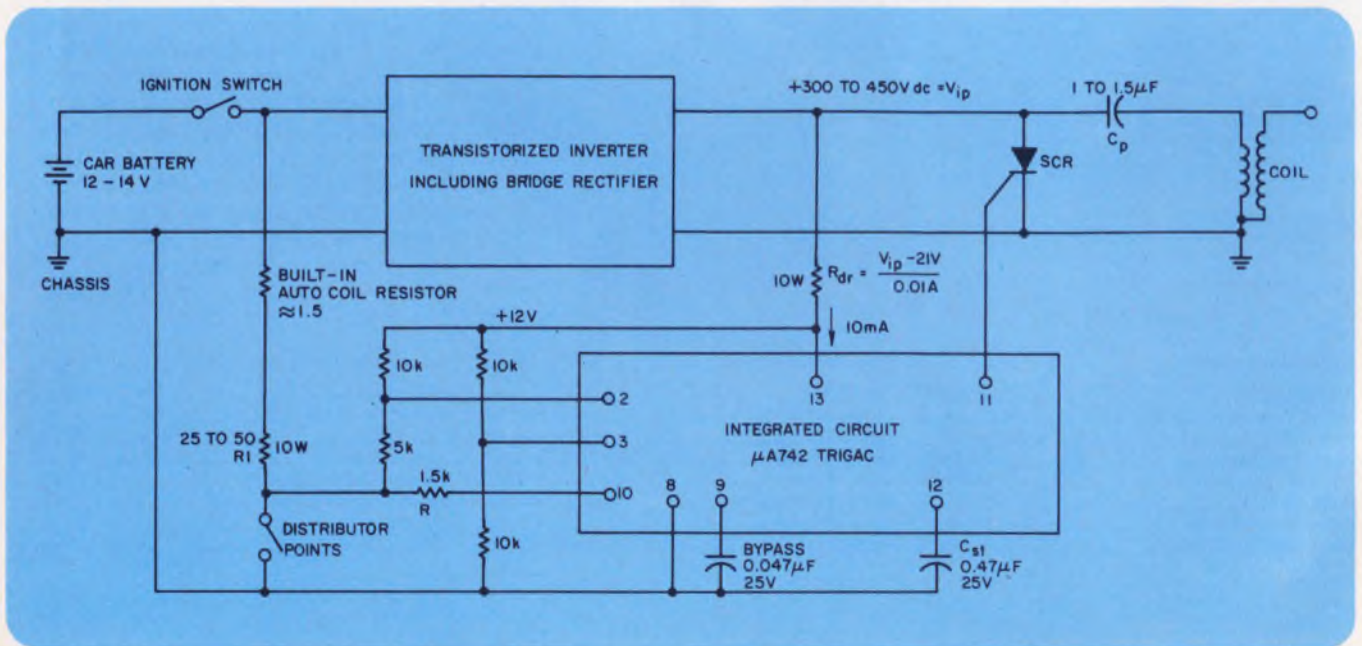 IGNITION SWITCH
CAR BATTERY
12 – 14 V
CHASSIS
TRANSISTORIZED INVERTER
INCLUDING BRIDGE RECTIFIER
+300 TO 450V dc = Vip
1 TO 1.5μF
Cp
SCR
COIL
BUILT-IN
AUTO COIL RESISTOR
≈1.5
+12V
10W
Rdr = Vip –21V
0.01A
10mA
10k
10k
2
13
11
25 TO 50
R1
10W
5k
3
INTEGRATED CIRCUIT
μA742 TRIGAC
1.5k
R
10
8
9
12
DISTRIBUTOR
POINTS
10k
BYPASS
0.047μF
25V
Cst
0.47μF
25V